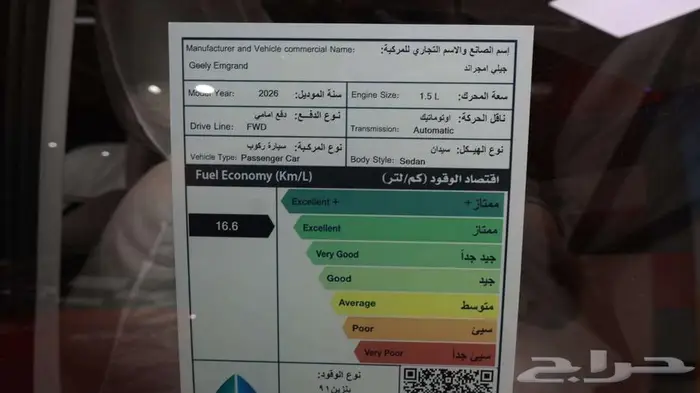 Manufacturer and Vehicle commercial Name: إسم الصانع والاسم التجاري للمركبة:
Geely Emgrand جيلي امجراند
Model Year: 2026 سنة الموديل:
Engine Size: 1.5 L سعة المحرك:
نوع الدفع: دفع امامي
Drive Line: FWD
ناقل الحركة: اوتوماتيك
Transmission: Automatic
نوع المركبة: سيارة ركوب
Vehicle Type: Passenger Car
نوع الهيكل: سيدان
Body Style: Sedan
Fuel Economy (Km/L) اقتصاد الوقود (كم/لتر)
Excellent + ممتاز +
16.6
Excellent ممتاز
Very Good جيد جداً
Good جيد
Average متوسط
Poor سيئ
Very Poor سيئ جداً
نوع الوقود:
بنزين ٩١
حراج